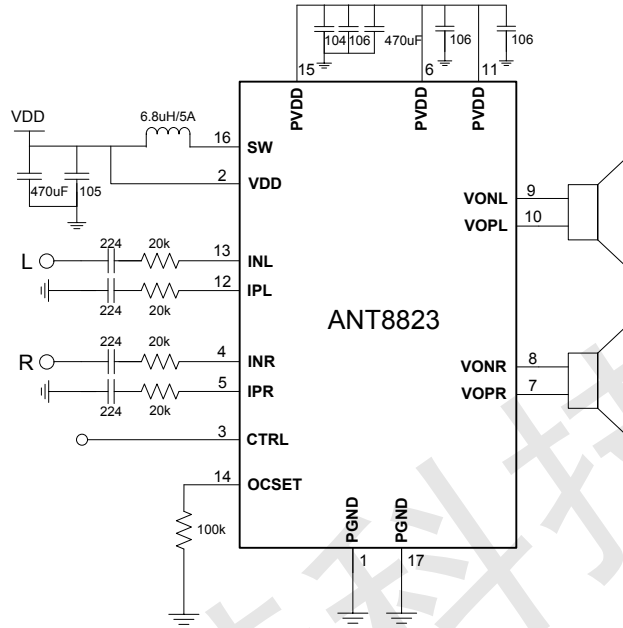 104 106 470uF 106 106
15 6 11
PVDD PVDD PVDD
VDD
6.8uH/5A
16 SW
2 VDD
470uF 105
VONL 9
VOPL 10
224 20k
L 13 INL
12 IPL
224 20k
ANT8823
224 20k
R 4 INR
5 IPR
224 20k
VONR 8
VOPR 7
3 CTRL
14 OCSET
100k
PGND PGND
1 17
科技